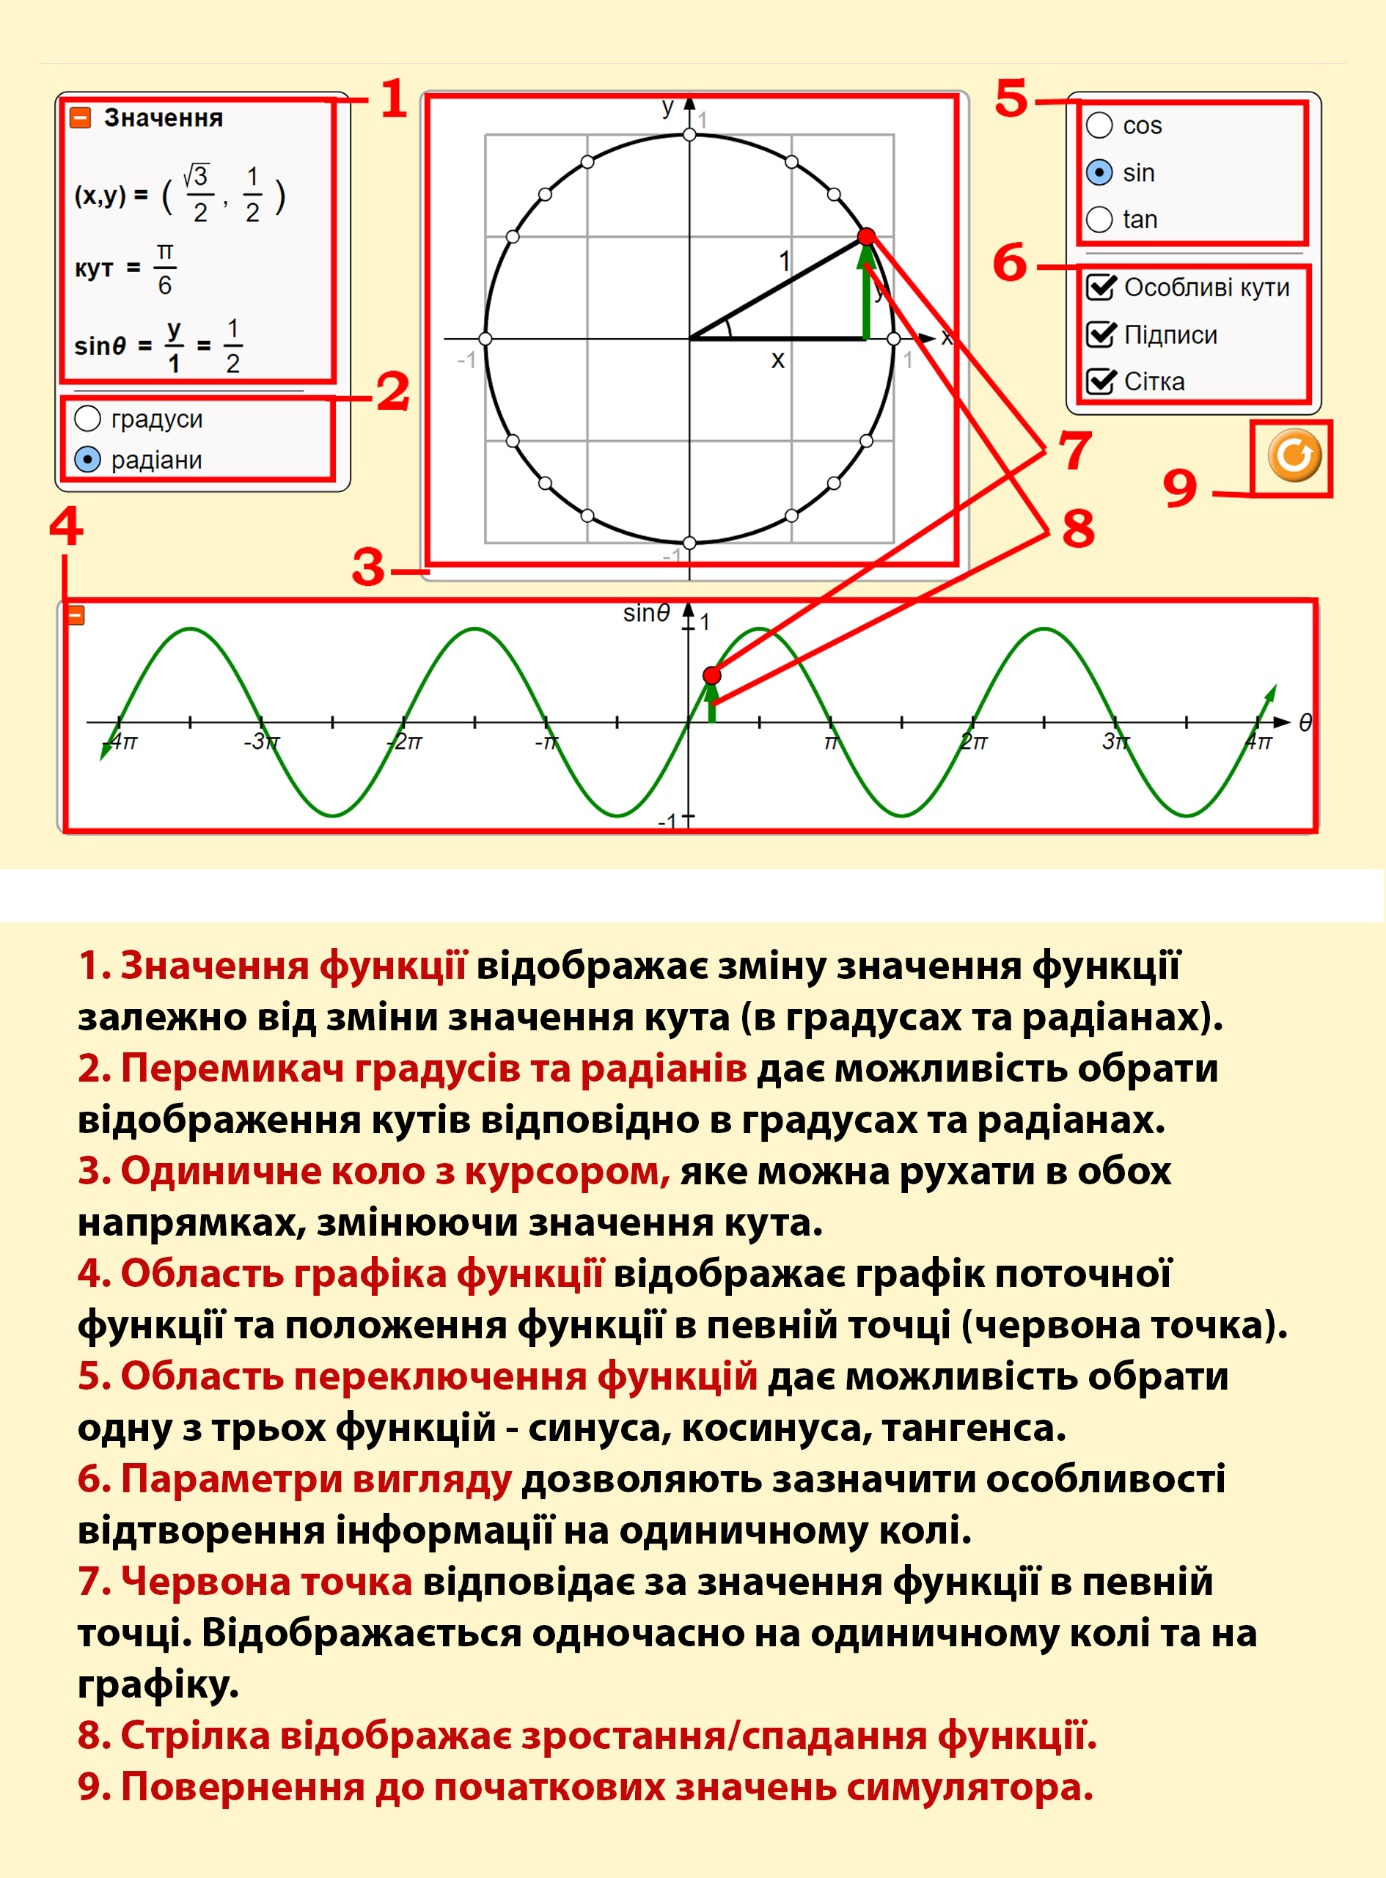 1
Значення
(x,y) = ( √3/2 , 1/2 )
кут = π/6
sinθ = y/1 = 1/2
2
градуси
радіани
3
y
1
1
y
x
x
-1
1
-1
5
cos
sin
tan
6
Особливі кути
Підписи
Сітка
7
8
9
4
sinθ
1
-4π -3π -2π -π π 2π 3π 4π θ
-1
1. Значення функції відображає зміну значення функції
залежно від зміни значення кута (в градусах та радіанах).
2. Перемикач градусів та радіанів дає можливість обрати
відображення кутів відповідно в градусах та радіанах.
3. Одиничне коло з курсором, яке можна рухати в обох
напрямках, змінюючи значення кута.
4. Область графіка функції відображає графік поточної
функції та положення функції в певній точці (червона точка).
5. Область переключення функцій дає можливість обрати
одну з трьох функцій - синуса, косинуса, тангенса.
6. Параметри вигляду дозволяють зазначити особливості
відтворення інформації на одиничному колі.
7. Червона точка відповідає за значення функції в певній
точці. Відображається одночасно на одиничному колі та на
графіку.
8. Стрілка відображає зростання/спадання функції.
9. Повернення до початкових значень симулятора.